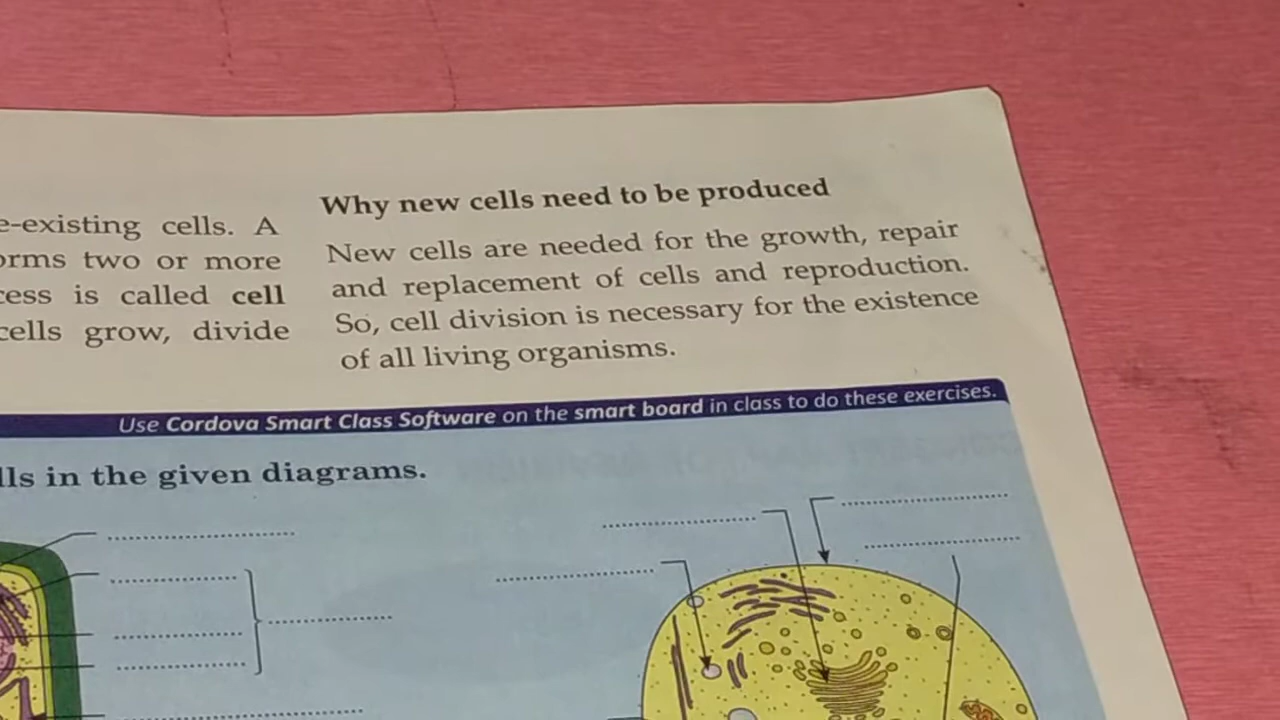 existing cells. A
two or more
is called cell
cells grow, divide
Why new cells need to be produced
New cells are needed for the growth, repair
and replacement of cells and reproduction.
So, cell division is necessary for the existence
of all living organisms.
Use Cordova Smart Class Software on the smart board in class to do these exercises.
in the given diagrams.